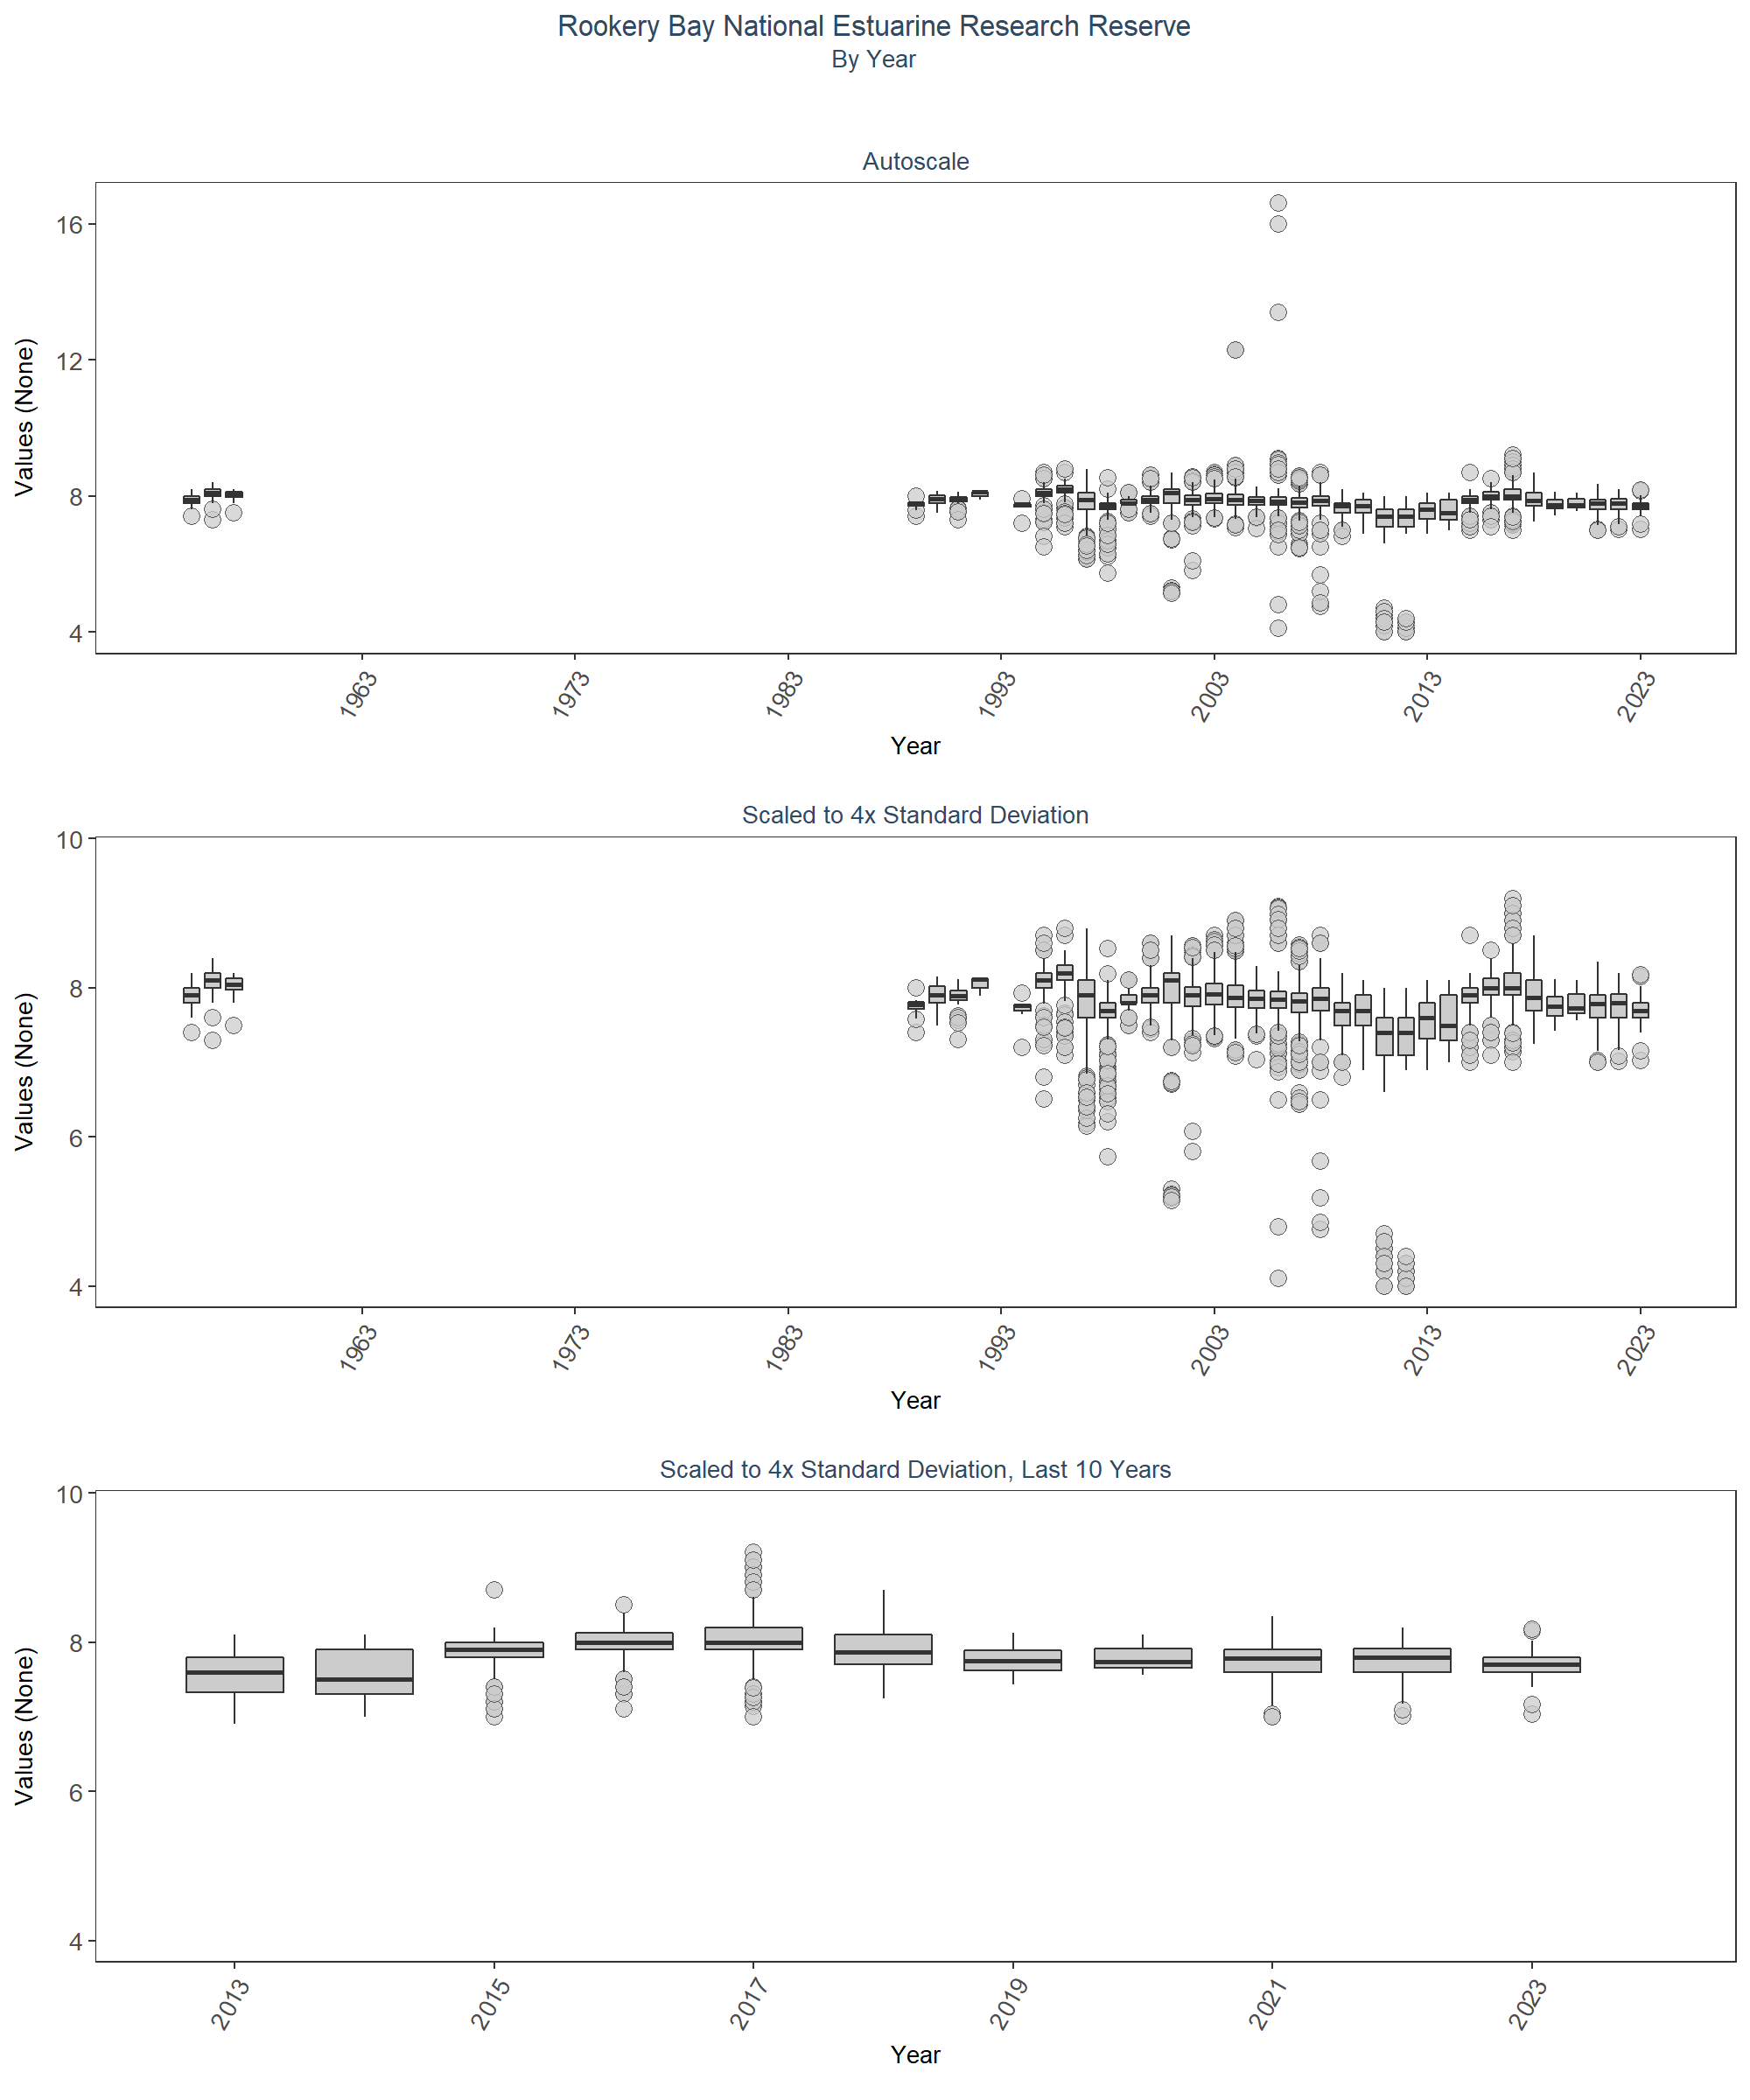 Rookery Bay National Estuarine Research Reserve
By Year
Autoscale
Values (None)
16
12
8
4
1963 1973 1983 1993 2003 2013 2023
Year
Scaled to 4x Standard Deviation
Values (None)
10
8
6
4
1963 1973 1983 1993 2003 2013 2023
Year
Scaled to 4x Standard Deviation, Last 10 Years
Values (None)
10
8
6
4
2013 2015 2017 2019 2021 2023
Year